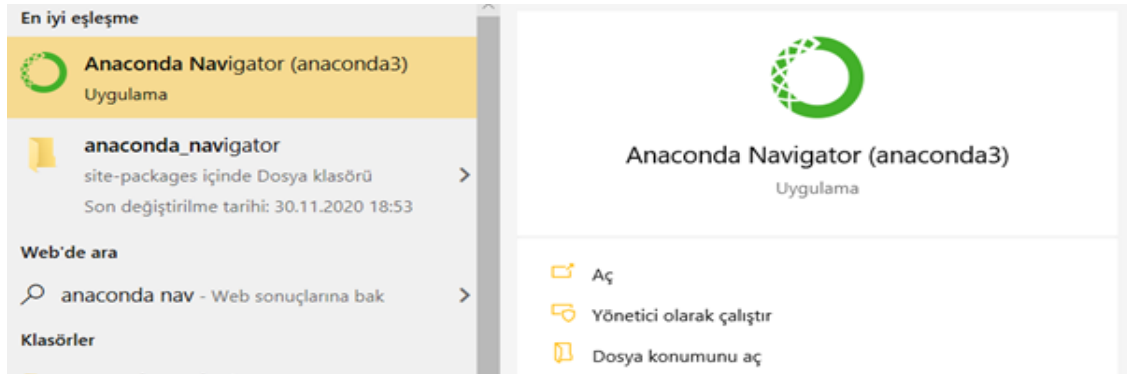 En iyi eşleşme
Anaconda Navigator (anaconda3)
Uygulama
anaconda_navigator
site-packages içinde Dosya klasörü
Son değiştirilme tarihi: 30.11.2020 18:53
Web'de ara
anaconda nav - Web sonuçlarına bak
Klasörler
Anaconda Navigator (anaconda3)
Uygulama
Aç
Yönetici olarak çalıştır
Dosya konumunu aç